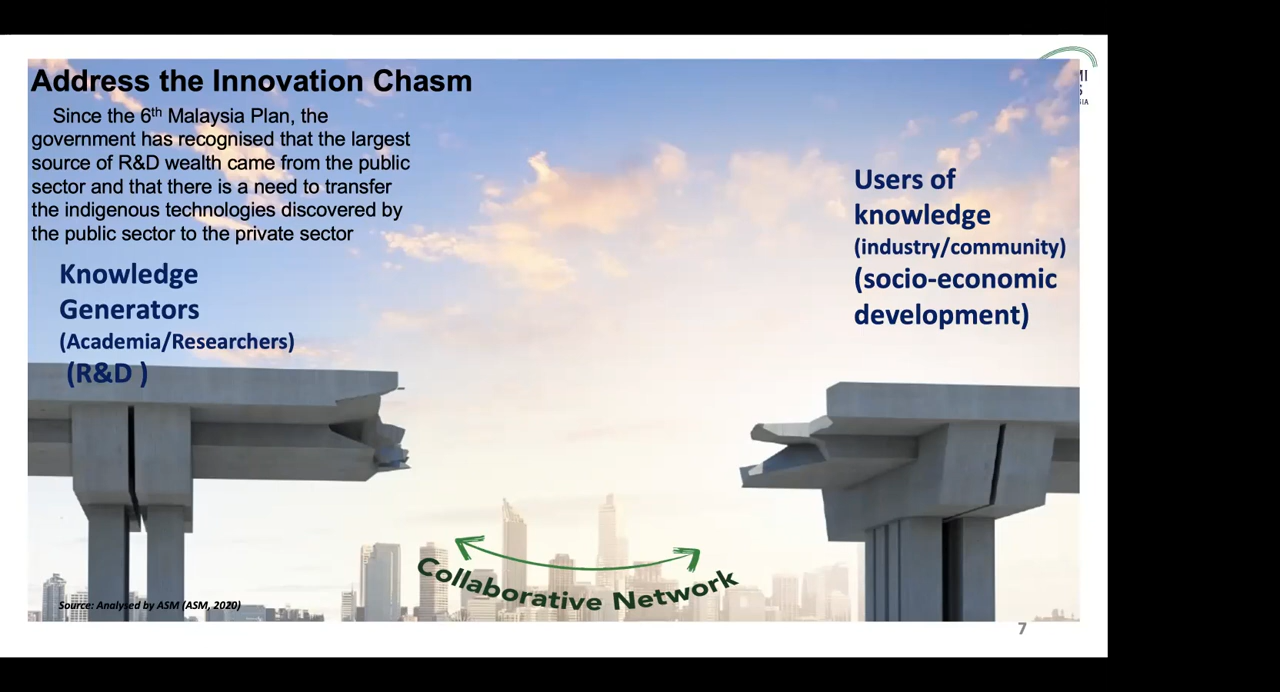 Address the Innovation Chasm
Since the 6th Malaysia Plan, the
government has recognised that the largest
source of R&D wealth came from the public
sector and that there is a need to transfer
the indigenous technologies discovered by
the public sector to the private sector
Knowledge
Generators
(Academia/Researchers)
(R&D )
Users of
knowledge
(industry/community)
(socio-economic
development)
Collaborative Network
Source: Analysed by ASM (ASM, 2020)
7